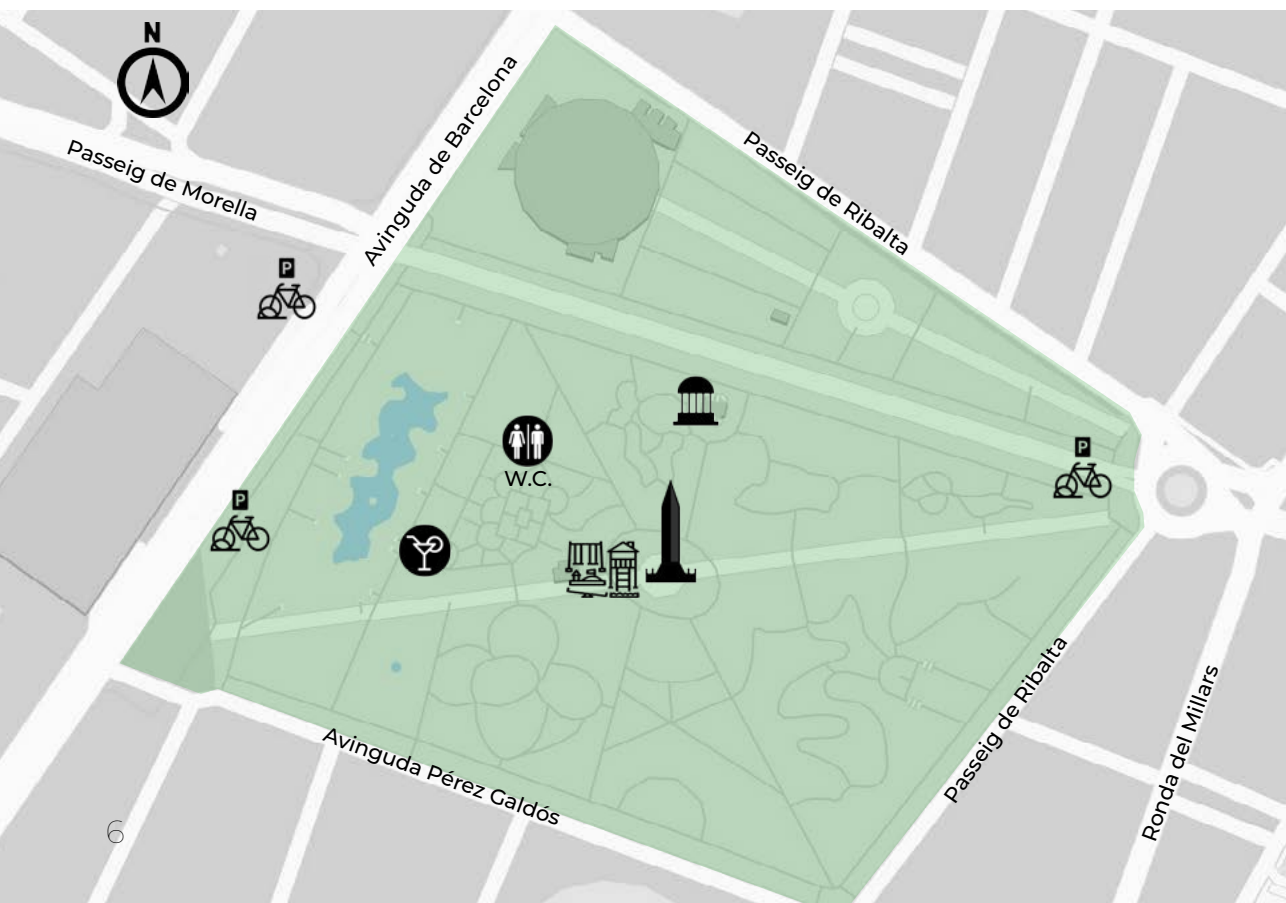 N
Passeig de Morella
Avinguda de Barcelona
Passeig de Ribalta
P
P
P
W.C.
Passeig de Ribalta
Ronda del Millars
Avinguda Pérez Galdós
6